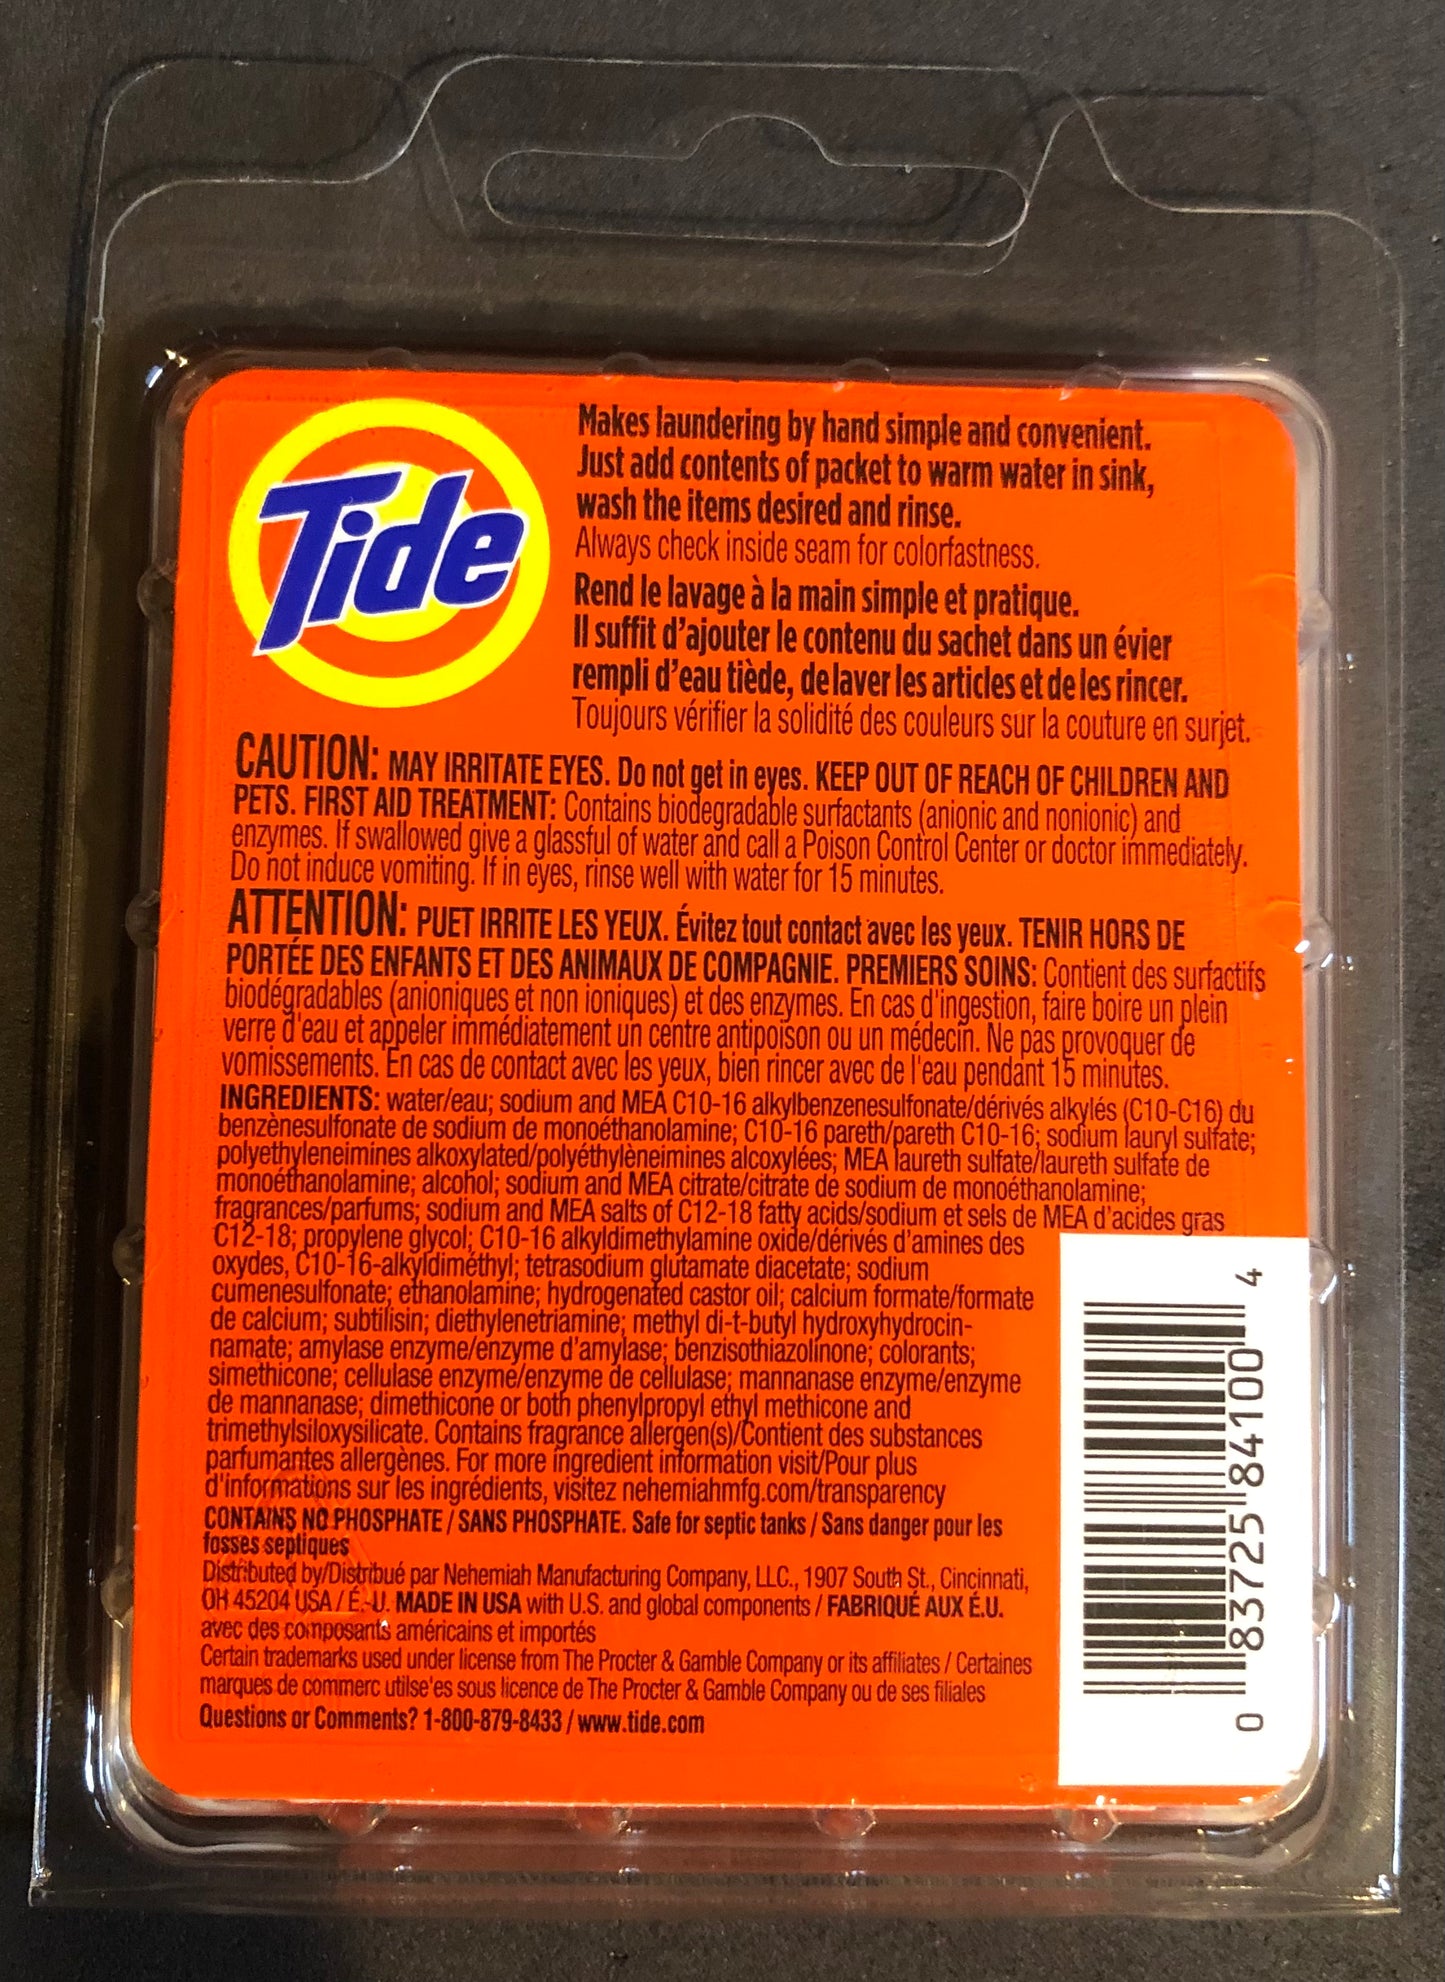 Tide
Makes laundering by hand simple and convenient.
Just add contents of packet to warm water in sink,
wash the items desired and rinse.
Always check inside seam for colorfastness.
Rend le lavage à la main simple et pratique.
Il suffit d'ajouter le contenu du sachet dans un évier
rempli d'eau tiède, de laver les articles et de les rincer.
Toujours vérifier la solidité des couleurs sur la couture en surjet.
CAUTION: MAY IRRITATE EYES. Do not get in eyes. KEEP OUT OF REACH OF CHILDREN AND
PETS. FIRST AID TREATMENT: Contains biodegradable surfactants (anionic and nonionic) and
enzymes. If swallowed give a glassful of water and call a Poison Control Center or doctor immediately.
Do not induce vomiting. If in eyes, rinse well with water for 15 minutes.
ATTENTION: PUET IRRITE LES YEUX. Évitez tout contact avec les yeux. TENIR HORS DE
PORTÉE DES ENFANTS ET DES ANIMAUX DE COMPAGNIE. PREMIERS SOINS: Contient des surfactifs
biodégradables (anioniques et non ioniques) et des enzymes. En cas d'ingestion, faire boire un plein
verre d'eau et appeler immédiatement un centre antipoison ou un médecin. Ne pas provoquer de
vomissements. En cas de contact avec les yeux, bien rincer avec de l'eau pendant 15 minutes.
INGREDIENTS: water/eau; sodium and MEA C10-16 alkylbenzenesulfonate/dérivés alkylés (C10-C16) du
benzènesulfonate de sodium de monoéthanolamine; C10-16 pareth/pareth C10-16; sodium lauryl sulfate;
polyethyleneimines alkoxylated/polyéthylèneimines alcoxylées; MEA laureth sulfate/laureth sulfate de
monoéthanolamine; alcohol; sodium and MEA citrate/citrate de sodium de monoéthanolamine;
fragrances/parfums; sodium and MEA salts of C12-18 fatty acids/sodium et sels de MEA d'acides gras
C12-18; propylene glycol; C10-16 alkyldimethylamine oxide/dérivés d'amines des
oxydes, C10-16-alkyldiméthyl; tetrasodium glutamate diacetate; sodium
cumenesulfonate; ethanolamine; hydrogenated castor oil; calcium formate/formate
de calcium; subtilisin; diethylenetriamine; methyl di-t-butyl hydroxyhydrocin-
namate; amylase enzyme/enzyme d'amylase; benzisothiazolinone; colorants;
simethicone; cellulase enzyme/enzyme de cellulase; mannanase enzyme/enzyme
de mannanase; dimethicone or both phenylpropyl ethyl methicone and
trimethylsiloxysilicate. Contains fragrance allergen(s)/Contient des substances
parfumantes allergènes. For more ingredient information visit/Pour plus
d'informations sur les ingrédients, visitez nehemiahmfg.com/transparency
CONTAINS NO PHOSPHATE / SANS PHOSPHATE. Safe for septic tanks / Sans danger pour les
fosses septiques
Distributed by/Distribué par Nehemiah Manufacturing Company, LLC., 1907 South St., Cincinnati,
OH 45204 USA / É.-U. MADE IN USA with U.S. and global components / FABRIQUÉ AUX É.U.
avec des composants américains et importés
Certain trademarks used under license from The Procter & Gamble Company or its affiliates / Certaines
marques de commerc utilse'es sous licence de The Procter & Gamble Company ou de ses filiales
Questions or Comments? 1-800-879-8433 / www.tide.com
0 83725 84100 4